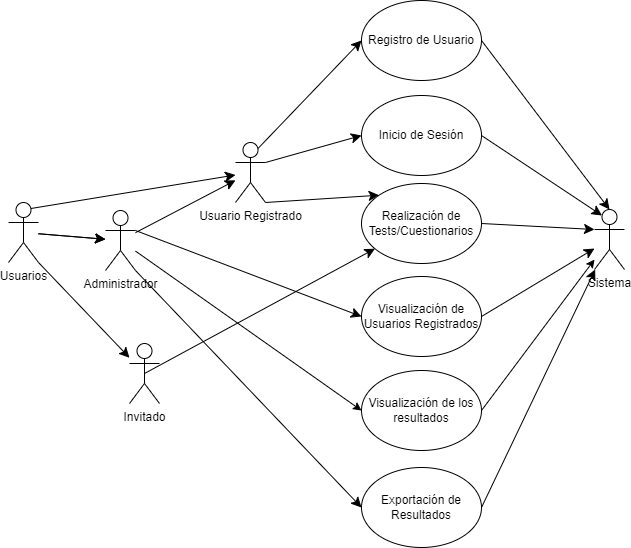 Registro de Usuario
Inicio de Sesión
Usuario Registrado
Realización de
Tests/Cuestionarios
Usuarios
Administrador
Sistema
Visualización de
Usuarios Registrados
Invitado
Visualización de los
resultados
Exportación de
Resultados